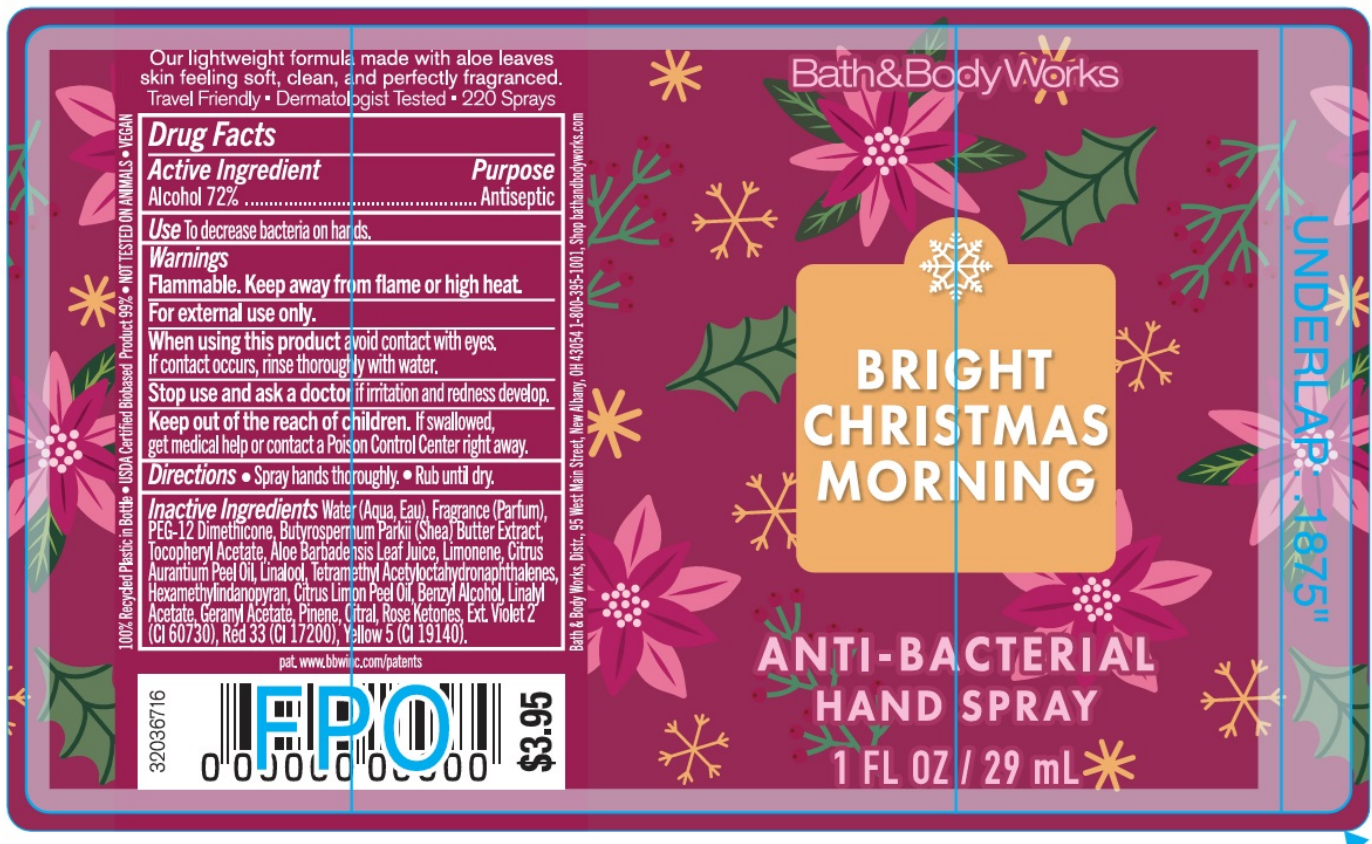 Our lightweight formula made with aloe leaves
skin feeling soft, clean, and perfectly fragranced.
Travel Friendly ▪ Dermatologist Tested ▪ 220 Sprays
100% Recycled Plastic in Bottle • USDA Certified Biobased Product 99% • NOT TESTED ON ANIMALS • VEGAN
Drug Facts
Active Ingredient Purpose
Alcohol 72% ................................................ Antiseptic
Use To decrease bacteria on hands.
Warnings
Flammable. Keep away from flame or high heat.
For external use only.
When using this product avoid contact with eyes.
If contact occurs, rinse thoroughly with water.
Stop use and ask a doctor if irritation and redness develop.
Keep out of the reach of children. If swallowed,
get medical help or contact a Poison Control Center right away.
Directions • Spray hands thoroughly. • Rub until dry.
Inactive Ingredients Water (Aqua, Eau), Fragrance (Parfum),
PEG-12 Dimethicone, Butyrospermum Parkii (Shea) Butter Extract,
Tocopheryl Acetate, Aloe Barbadensis Leaf Juice, Limonene, Citrus
Aurantium Peel Oil, Linalool, Tetramethyl Acetyloctahydronaphthalenes,
Hexamethylindanopyran, Citrus Limon Peel Oil, Benzyl Alcohol, Linalyl
Acetate, Geranyl Acetate, Pinene, Citral, Rose Ketones, Ext. Violet 2
(CI 60730), Red 33 (CI 17200), Yellow 5 (CI 19140).
Bath & Body Works, Distr., 95 West Main Street, New Albany, OH 43054 1-800-395-1001, Shop bathandbodyworks.com
pat. www.bbwinc.com/patents
32036716
FPO
0 00000 00000 0
$3.95
Bath&Body Works
BRIGHT
CHRISTMAS
MORNING
ANTI-BACTERIAL
HAND SPRAY
1 FL OZ / 29 mL
UNDERLAP: .1875"